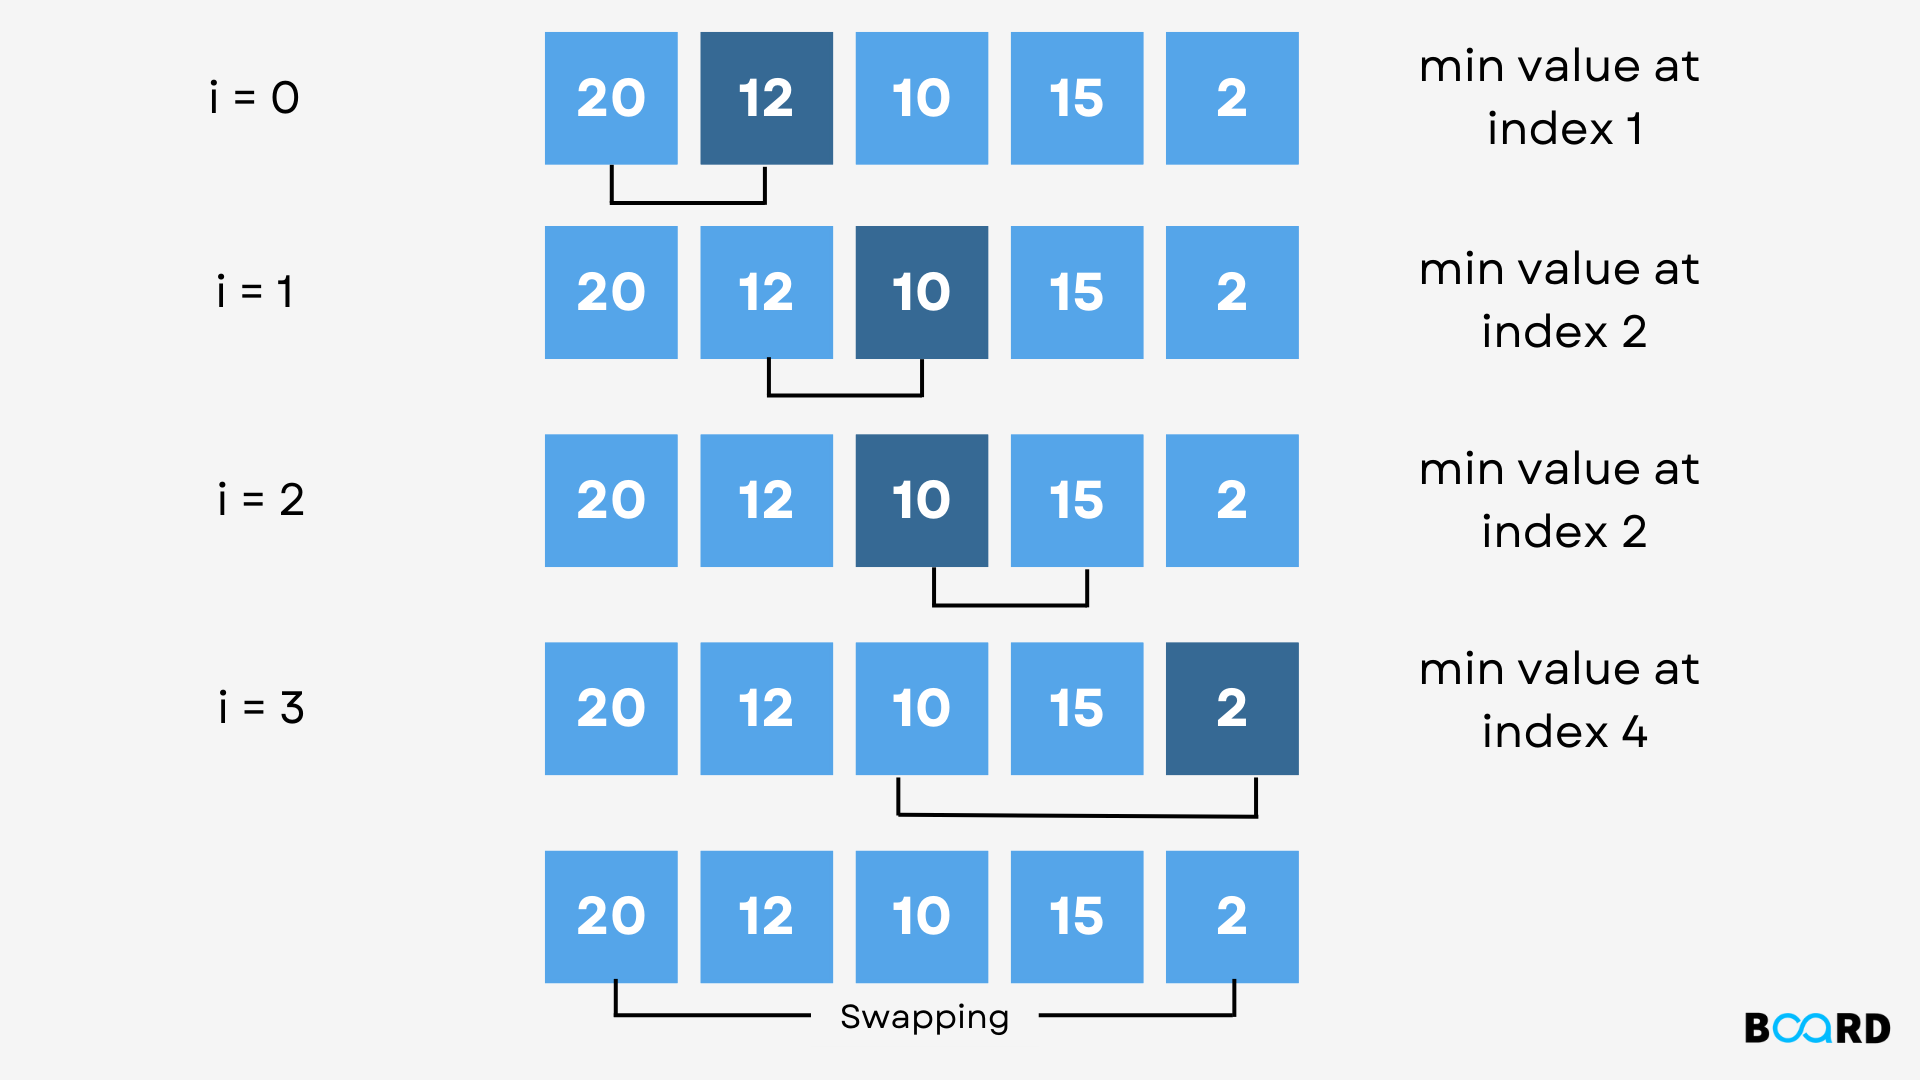 i = 0
20 12 10 15 2
min value at
index 1
i = 1
20 12 10 15 2
min value at
index 2
i = 2
20 12 10 15 2
min value at
index 2
i = 3
20 12 10 15 2
min value at
index 4
20 12 10 15 2
Swapping
BOARD